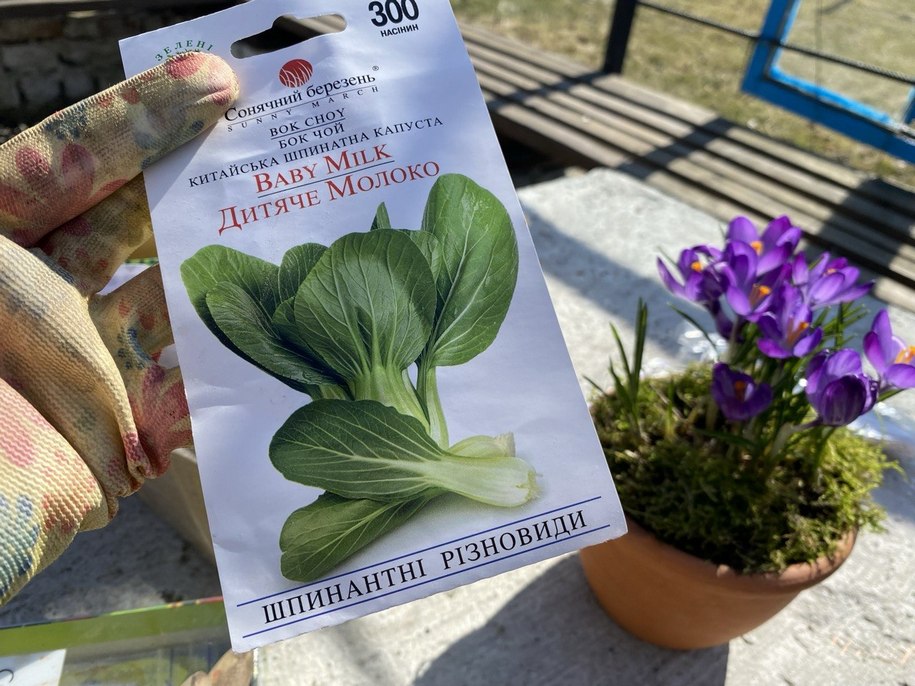 300
НАСІНИН
ЗЕЛЕНІ
Сонячний березень®
SUNNY MARCH
BOK CHOY
БОК ЧОЙ
КИТАЙСЬКА ШПИНАТНА КАПУСТА
BABY MILK
ДИТЯЧЕ МОЛОКО
ШПИНАНТНІ РІЗНОВИДИ